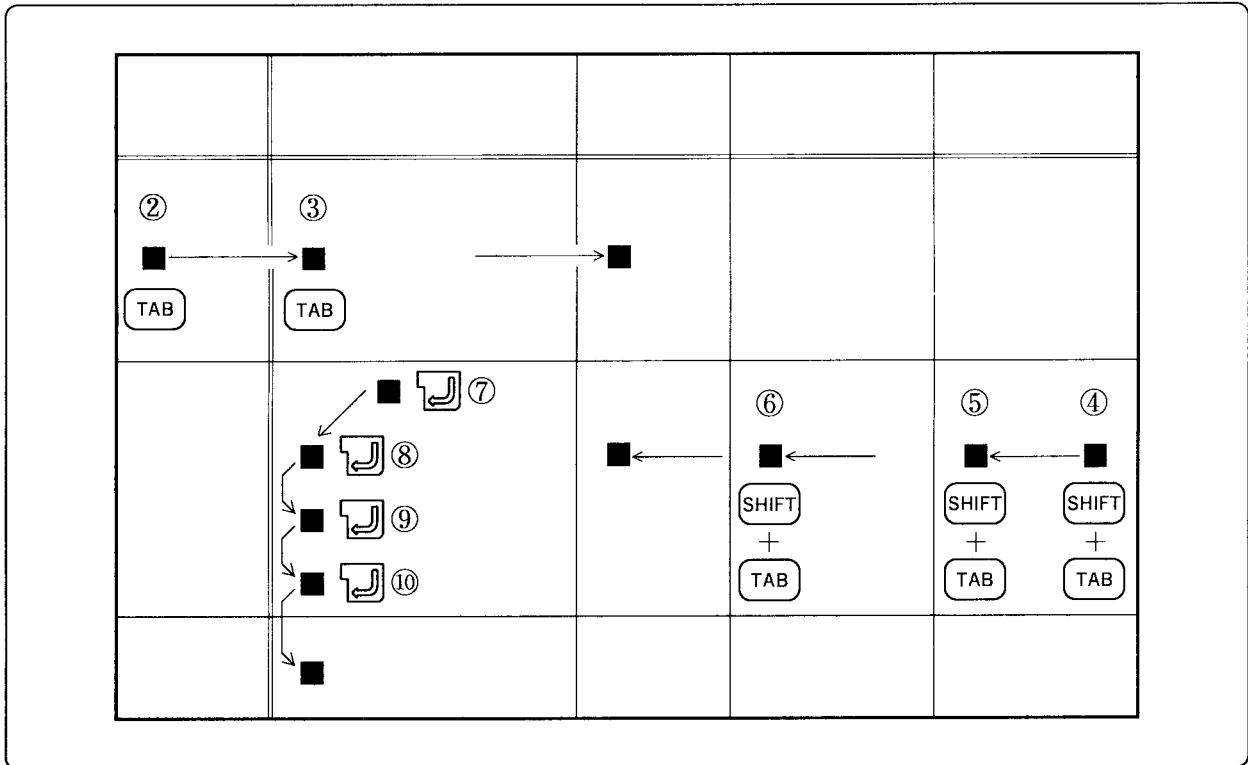 ② ③
TAB TAB
⑦
⑧
⑨
⑩
⑥ ⑤ ④
SHIFT SHIFT SHIFT
+ + +
TAB TAB TAB